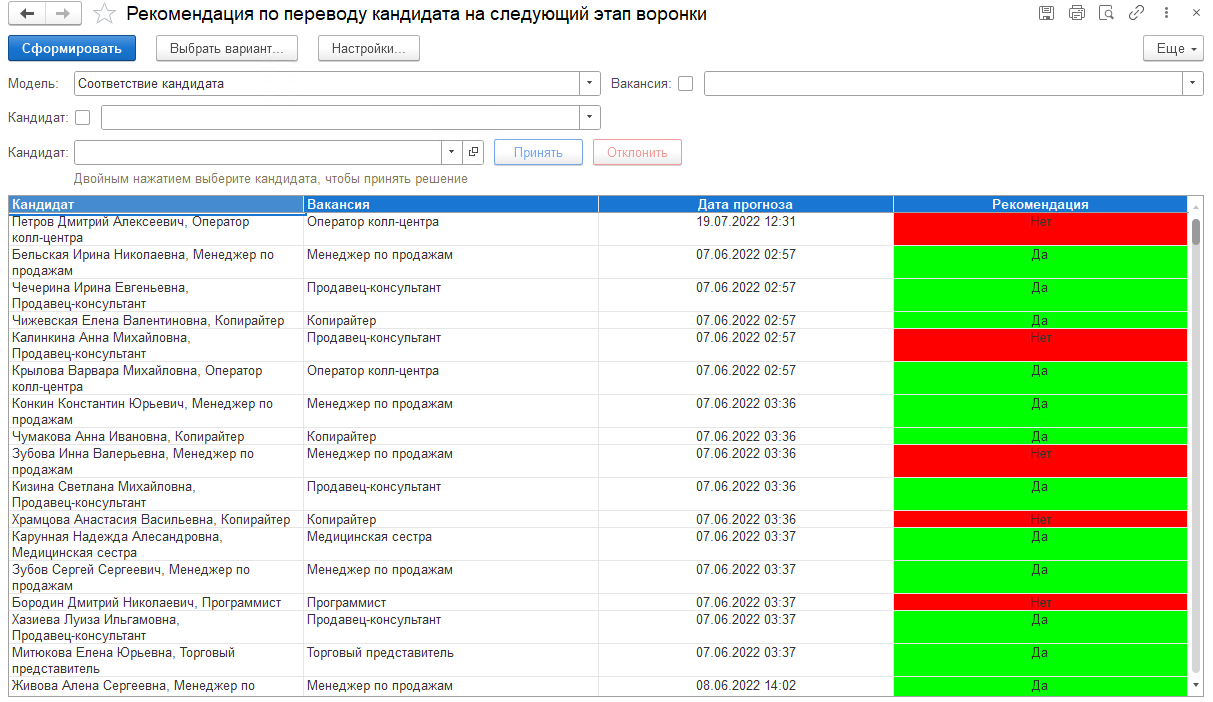 Рекомендация по переводу кандидата на следующий этап воронки
Сформировать Выбрать вариант... Настройки... Еще
Модель: Соответствие кандидата Вакансия:
Кандидат:
Кандидат: Принять Отклонить
Двойным нажатием выберите кандидата, чтобы принять решение
Кандидат Вакансия Дата прогноза Рекомендация
Петров Дмитрий Алексеевич, Оператор Оператор колл-центра 19.07.2022 12:31 Нет
колл-центра
Бельская Ирина Николаевна, Менеджер по Менеджер по продажам 07.06.2022 02:57 Да
продажам
Чечерина Ирина Евгеньевна, Продавец-консультант 07.06.2022 02:57 Да
Продавец-консультант
Чижевская Елена Валентиновна, Копирайтер Копирайтер 07.06.2022 02:57 Да
Калинкина Анна Михайловна, Продавец-консультант 07.06.2022 02:57 Нет
Продавец-консультант
Крылова Варвара Михайловна, Оператор Оператор колл-центра 07.06.2022 02:57 Да
колл-центра
Конкин Константин Юрьевич, Менеджер по Менеджер по продажам 07.06.2022 03:36 Да
продажам
Чумакова Анна Ивановна, Копирайтер Копирайтер 07.06.2022 03:36 Да
Зубова Инна Валерьевна, Менеджер по Менеджер по продажам 07.06.2022 03:36 Нет
продажам
Кизина Светлана Михайловна, Продавец-консультант 07.06.2022 03:36 Да
Продавец-консультант
Храмцова Анастасия Васильевна, Копирайтер Копирайтер 07.06.2022 03:36 Нет
Карунная Надежда Алесандровна, Медицинская сестра 07.06.2022 03:37 Да
Медицинская сестра
Зубов Сергей Сергеевич, Менеджер по Менеджер по продажам 07.06.2022 03:37 Да
продажам
Бородин Дмитрий Николаевич, Программист Программист 07.06.2022 03:37 Нет
Хазиева Луиза Ильгамовна, Продавец-консультант 07.06.2022 03:37 Да
Продавец-консультант
Митюкова Елена Юрьевна, Торговый Торговый представитель 07.06.2022 03:37 Да
представитель
Живова Алена Сергеевна, Менеджер по Менеджер по продажам 08.06.2022 14:02 Да